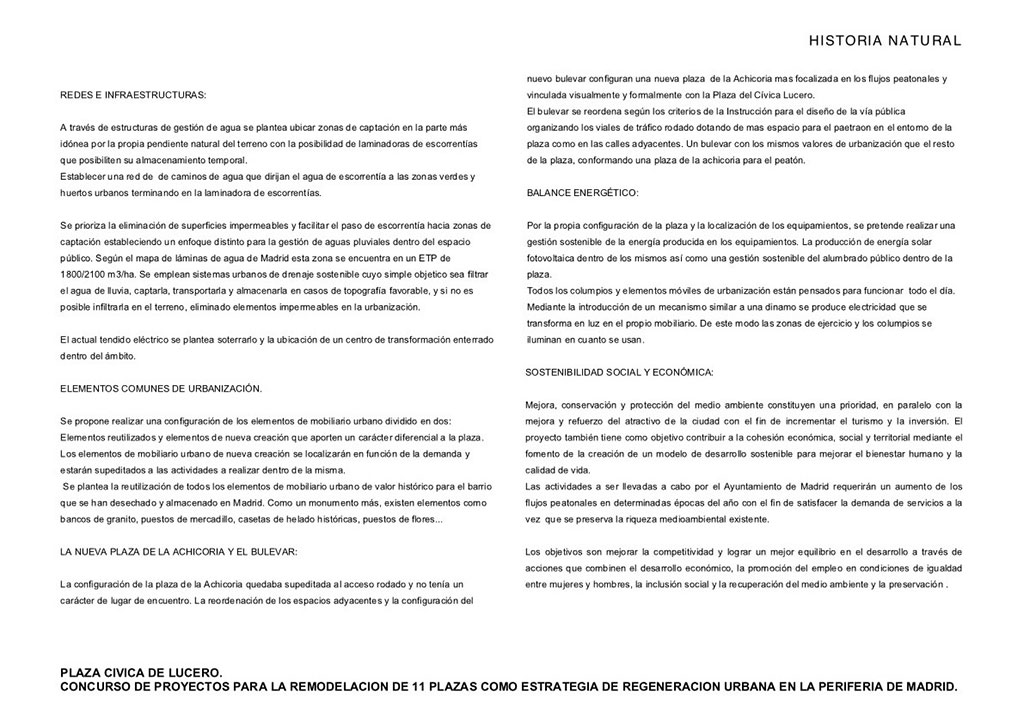 HISTORIA NATURAL
REDES E INFRAESTRUCTURAS:
A través de estructuras de gestión de agua se plantea ubicar zonas de captación en la parte más
idónea por la propia pendiente natural del terreno con la posibilidad de laminadoras de escorrentías
que posibiliten su almacenamiento temporal.
Establecer una red de  de caminos de agua que dirijan el agua de escorrentía a las zonas verdes y
huertos urbanos terminando en la laminadora de escorrentías.
Se prioriza la eliminación de superficies impermeables y facilitar el paso de escorrentía hacia zonas de
captación estableciendo un enfoque distinto para la gestión de aguas pluviales dentro del espacio
público. Según el mapa de láminas de agua de Madrid esta zona se encuentra en un ETP de
1800/2100 m3/ha. Se emplean sistemas urbanos de drenaje sostenible cuyo simple objetico sea filtrar
el agua de lluvia, captarla, transportarla y almacenarla en casos de topografía favorable, y si no es
posible infiltrarla en el terreno, eliminado elementos impermeables en la urbanización.
El actual tendido eléctrico se plantea soterrarlo y la ubicación de un centro de transformación enterrado
dentro del ámbito.
ELEMENTOS COMUNES DE URBANIZACIÓN.
Se propone realizar una configuración de los elementos de mobiliario urbano dividido en dos:
Elementos reutilizados y elementos de nueva creación que aporten un carácter diferencial a la plaza.
Los elementos de mobiliario urbano de nueva creación se localizarán en función de la demanda y
estarán supeditados a las actividades a realizar dentro de la misma.
Se plantea la reutilización de todos los elementos de mobiliario urbano de valor histórico para el barrio
que se han desechado y almacenado en Madrid. Como un monumento más, existen elementos como
bancos de granito, puestos de mercadillo, casetas de helado históricas, puestos de flores...
LA NUEVA PLAZA DE LA ACHICORIA Y EL BULEVAR:
La configuración de la plaza de la Achicoria quedaba supeditada al acceso rodado y no tenía un
carácter de lugar de encuentro. La reordenación de los espacios adyacentes y la configuración del
nuevo bulevar configuran una nueva plaza  de la Achicoria mas focalizada en los flujos peatonales y
vinculada visualmente y formalmente con la Plaza del Cívica Lucero.
El bulevar se reordena según los criterios de la Instrucción para el diseño de la vía pública
organizando los viales de tráfico rodado dotando de mas espacio para el paetraon en el entorno de la
plaza como en las calles adyacentes. Un bulevar con los mismos valores de urbanización que el resto
de la plaza, conformando una plaza de la achicoria para el peatón.
BALANCE ENERGÉTICO:
Por la propia configuración de la plaza y la localización de los equipamientos, se pretende realizar una
gestión sostenible de la energía producida en los equipamientos. La producción de energía solar
fotovoltaica dentro de los mismos así como una gestión sostenible del alumbrado público dentro de la
plaza.
Todos los columpios y elementos móviles de urbanización están pensados para funcionar  todo el día.
Mediante la introducción de un mecanismo similar a una dinamo se produce electricidad que se
transforma en luz en el propio mobiliario. De este modo las zonas de ejercicio y los columpios se
iluminan en cuanto se usan.
SOSTENIBILIDAD SOCIAL Y ECONÓMICA:
Mejora, conservación y protección del medio ambiente constituyen una prioridad, en paralelo con la
mejora y refuerzo del atractivo de la ciudad con el fin de incrementar el turismo y la inversión. El
proyecto también tiene como objetivo contribuir a la cohesión económica, social y territorial mediante el
fomento de la creación de un modelo de desarrollo sostenible para mejorar el bienestar humano y la
calidad de vida.
Las actividades a ser llevadas a cabo por el Ayuntamiento de Madrid requerirán un aumento de los
flujos peatonales en determinadas épocas del año con el fin de satisfacer la demanda de servicios a la
vez  que se preserva la riqueza medioambiental existente.
Los objetivos son mejorar la competitividad y lograr un mejor equilibrio en el desarrollo a través de
acciones que combinen el desarrollo económico, la promoción del empleo en condiciones de igualdad
entre mujeres y hombres, la inclusión social y la recuperación del medio ambiente y la preservación .
PLAZA CIVICA DE LUCERO.
CONCURSO DE PROYECTOS PARA LA REMODELACION DE 11 PLAZAS COMO ESTRATEGIA DE REGENERACION URBANA EN LA PERIFERIA DE MADRID.